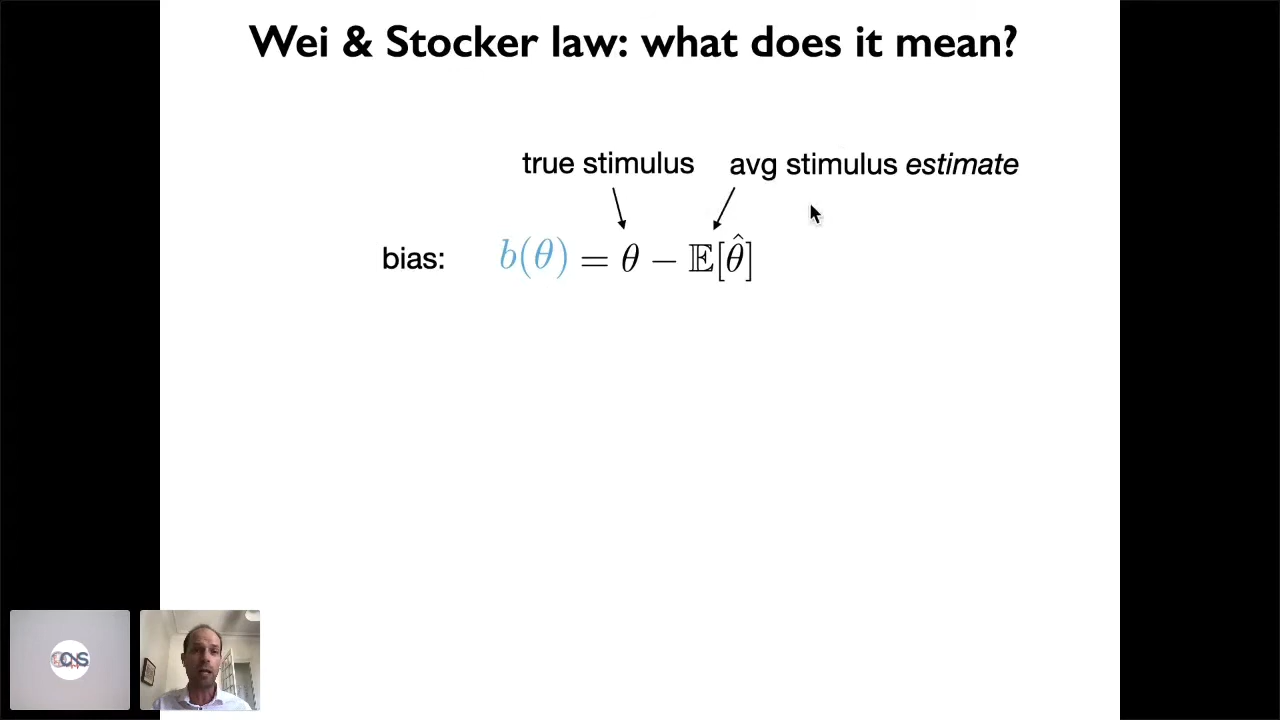 Wei & Stocker law: what does it mean?
true stimulus avg stimulus estimate
bias: b(θ) = θ − 𝔼[θ̂]